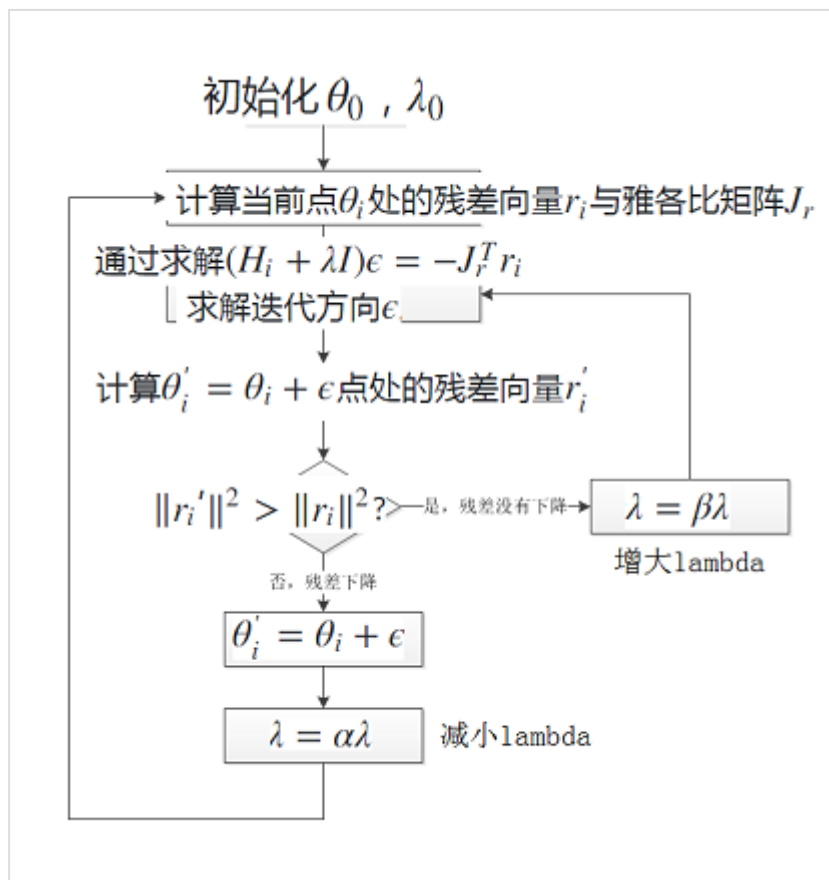 初始化 θ₀ , λ₀
计算当前点θᵢ处的残差向量rᵢ与雅各比矩阵Jᵣ
通过求解(Hᵢ + λI)ϵ = −Jᵣᵀrᵢ
求解迭代方向ϵ
计算θᵢ′ = θᵢ + ϵ点处的残差向量rᵢ′
‖rᵢ′‖² > ‖rᵢ‖²?
是，残差没有下降
λ = βλ
增大lambda
否，残差下降
θᵢ′ = θᵢ + ϵ
λ = αλ
减小lambda